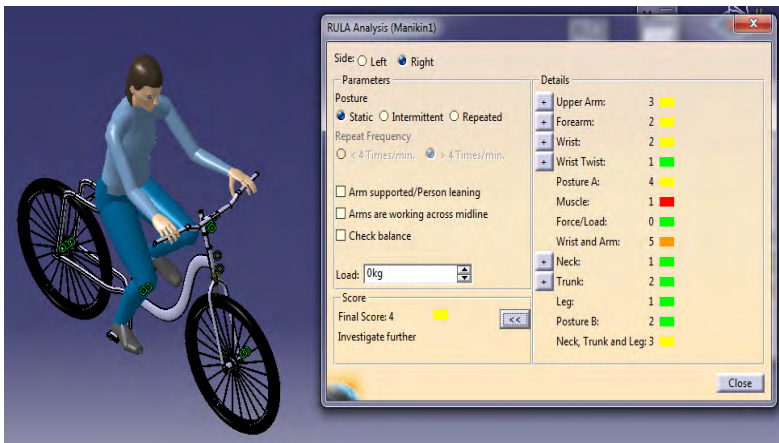 RULA Analysis (Manikin1)
Side: Left Right
Parameters
Posture
Static Intermittent Repeated
Repeat Frequency
< 4 Times/min. > 4 Times/min.
Arm supported/Person leaning
Arms are working across midline
Check balance
Load: 0kg
Score
Final Score: 4
<<
Investigate further
Details
+ Upper Arm: 3
+ Forearm: 2
+ Wrist: 2
+ Wrist Twist: 1
Posture A: 4
Muscle: 1
Force/Load: 0
Wrist and Arm: 5
+ Neck: 1
+ Trunk: 2
Leg: 1
Posture B: 2
Neck, Trunk and Leg: 3
Close